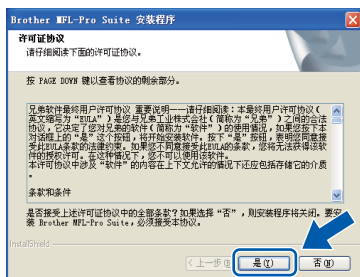 Brother MFL-Pro Suite 安装程序
许可证协议
请仔细阅读下面的许可证协议。
按 PAGE DOWN 键以查看协议的剩余部分。
兄弟软件最终用户许可协议 重要说明——请仔细阅读：本最终用户许可协议（
英文缩写为“EULA”）是您与兄弟工业株式会社（简称为“兄弟”）之间的合法
协议，它决定了您对兄弟的软件（简称为“软件”）的使用情况，如果您按下本
对话框上的“是”这个按钮，将开始安装软件。按下“是”按钮，表明您同意接
受此EULA条款的法律约束。如果您不同意接受此EULA的条款，您将无法获得该软
件的授权许可。在这种情况下，您不可以使用该软件。
本许可协议中涉及“软件”的内容在上下文允许的情况下还应包括存储它的介质
。
条款和条件
是否接受上述许可证协议中的全部条款？如果选择“否”，则安装程序将关闭。要安
装 Brother MFL-Pro Suite，必须接受本协议。
InstallShield
< 上一步(B)
是(Y)
否(N)